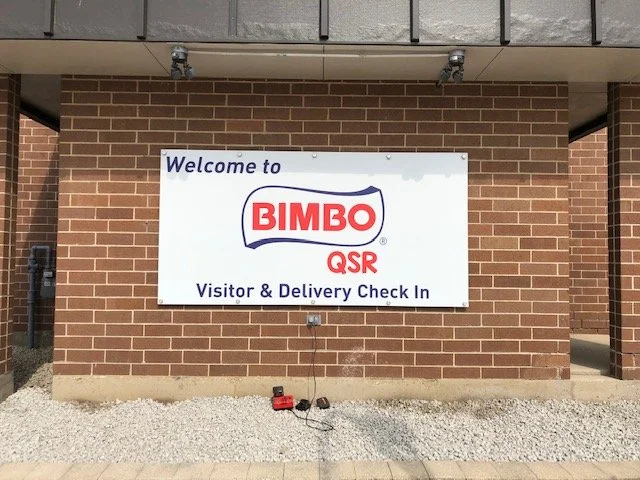 Welcome to
BIMBO
®
QSR
Visitor & Delivery Check In